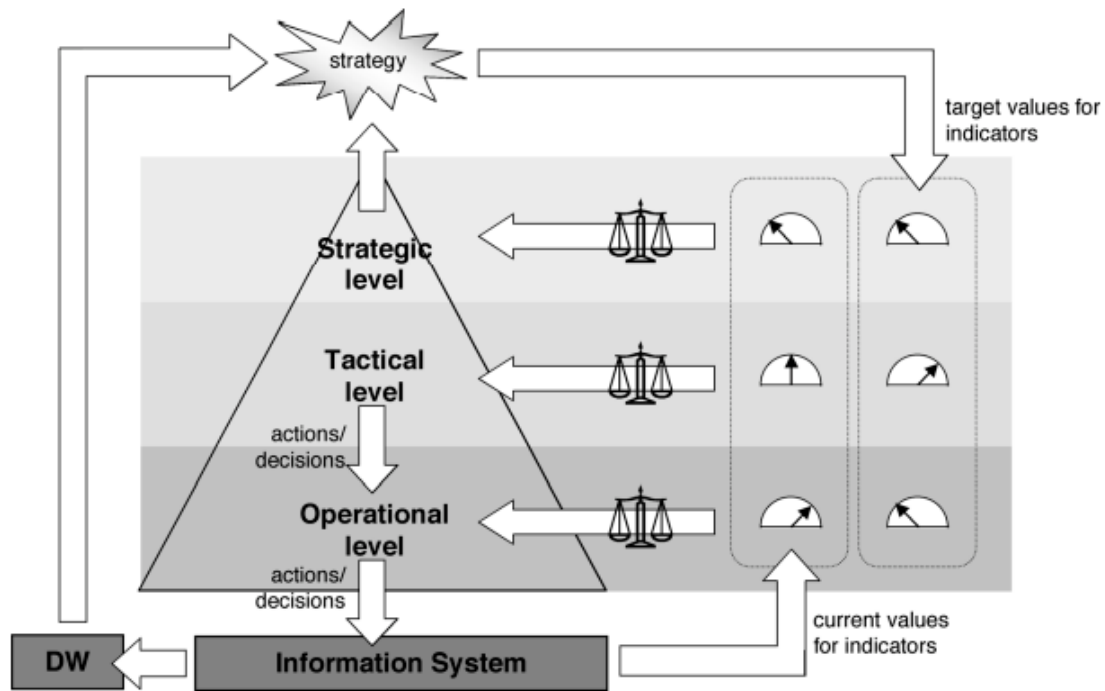 strategy
target values for
indicators
Strategic
level
Tactical
level
actions/
decisions
Operational
level
actions/
decisions
current values
for indicators
DW
Information System